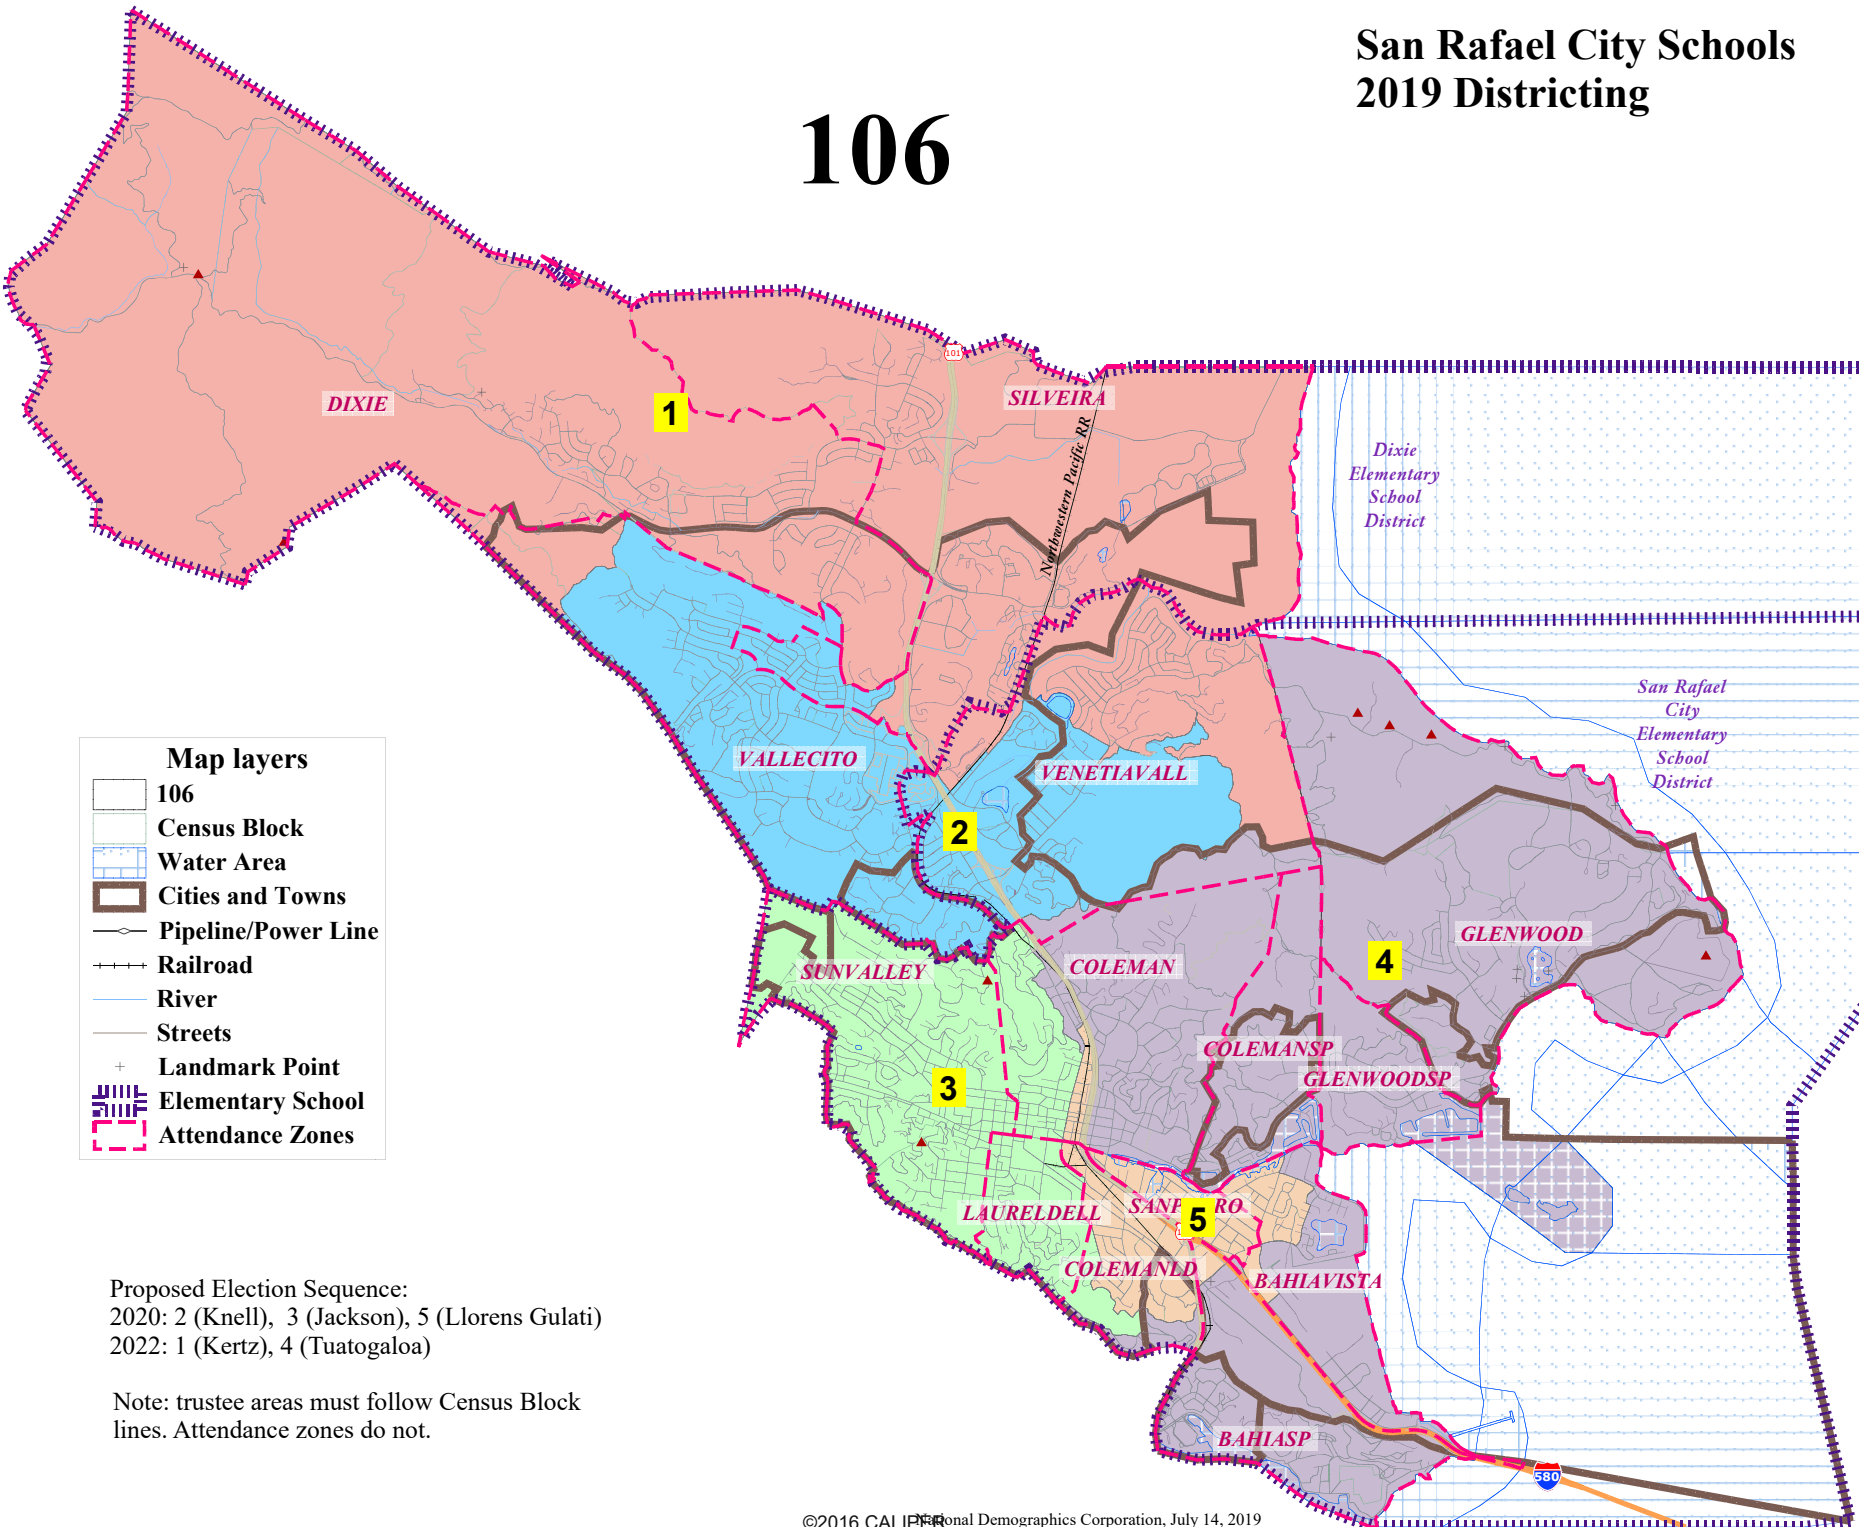 San Rafael City Schools
2019 Districting
106
101
DIXIE
1
SILVEIRA
Northwestern Pacific RR
Dixie
Elementary
School
District
San Rafael
City
Elementary
School
District
VALLECITO
VENETIAVALL
2
Map layers
106
Census Block
Water Area
Cities and Towns
Pipeline/Power Line
Railroad
River
Streets
Landmark Point
Elementary School
Attendance Zones
GLENWOOD
4
SUNVALLEY
COLEMAN
COLEMANSP
GLENWOODSP
3
LAURELDELL
5
COLEMANLD
BAHIAVISTA
Proposed Election Sequence:
2020: 2 (Knell), 3 (Jackson), 5 (Llorens Gulati)
2022: 1 (Kertz), 4 (Tuatogaloa)
Note: trustee areas must follow Census Block
lines. Attendance zones do not.
BAHIASP
580
©2016 CALIPER
National Demographics Corporation, July 14, 2019